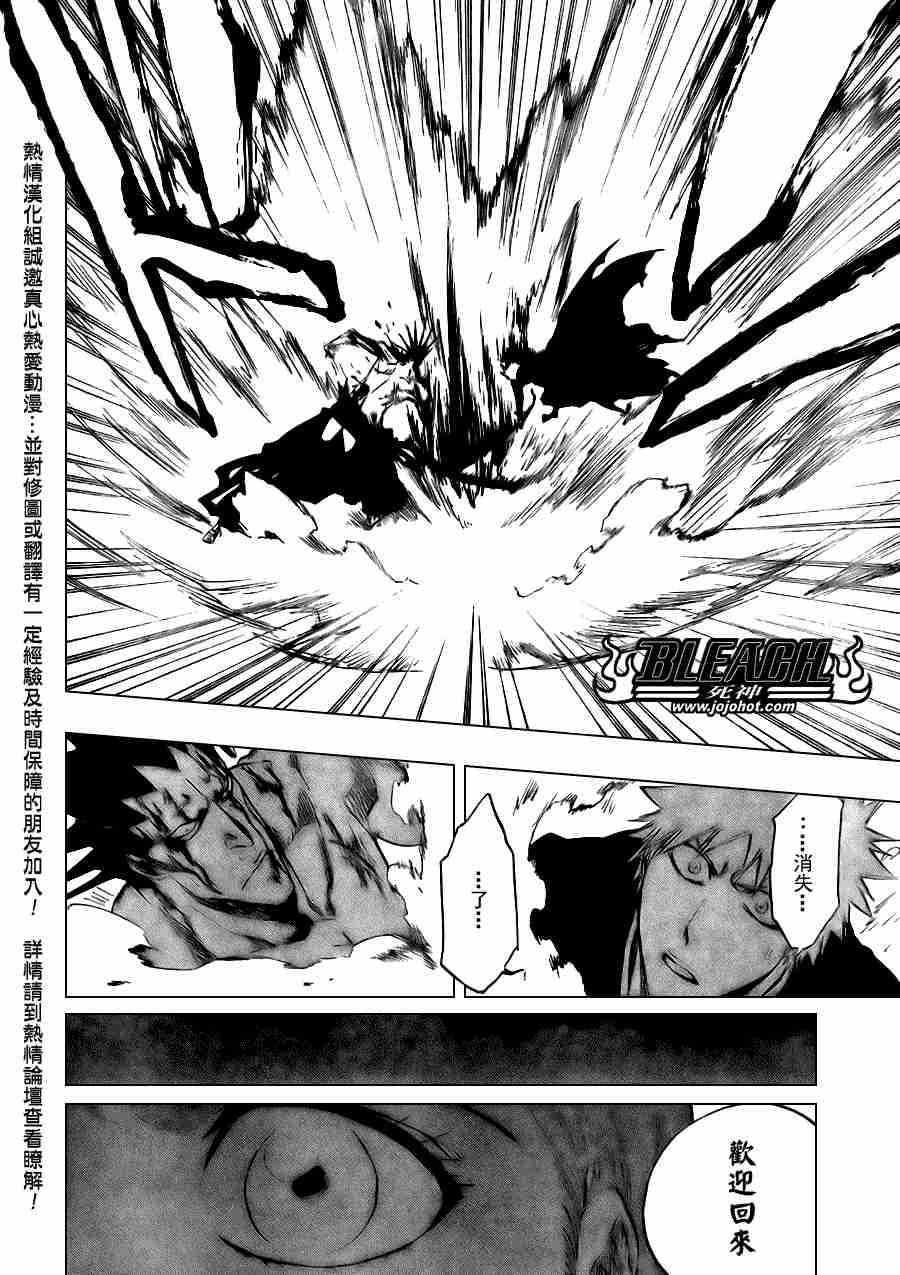 熱情漢化組誠邀真心熱愛動漫…並對修圖或翻譯有一定經驗及時間保障的朋友加入！ 詳情請到熱情論壇查看瞭解！
BLEACH
死神
www.jojohot.com
……消失…
…了…
歡迎回來